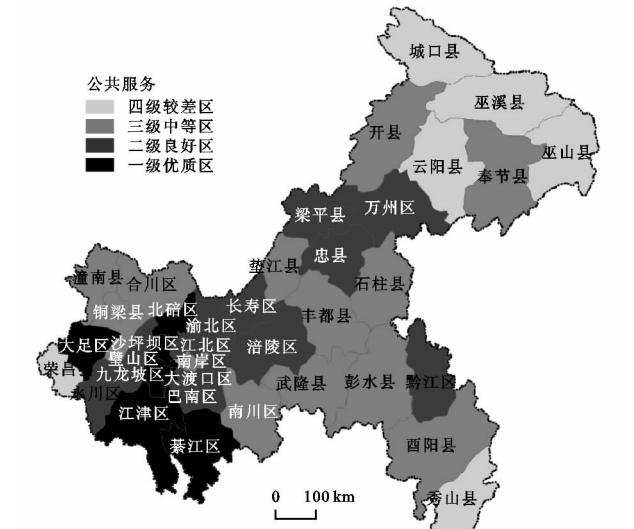 公共服务
四级较差区
三级中等区
二级良好区
一级优质区
城口县
巫溪县
开县
云阳县
奉节县
巫山县
梁平县
万州区
忠县
垫江县
石柱县
潼南县
合川区
铜梁县
北碚区
长寿区
渝北区
丰都县
大足区
沙坪坝区
江北区
涪陵区
璧山区
南岸区
荣昌
九龙坡区
大渡口区
武隆县
彭水县
黔江区
永川区
巴南区
江津区
南川区
綦江区
酉阳县
秀山县
0 100 km